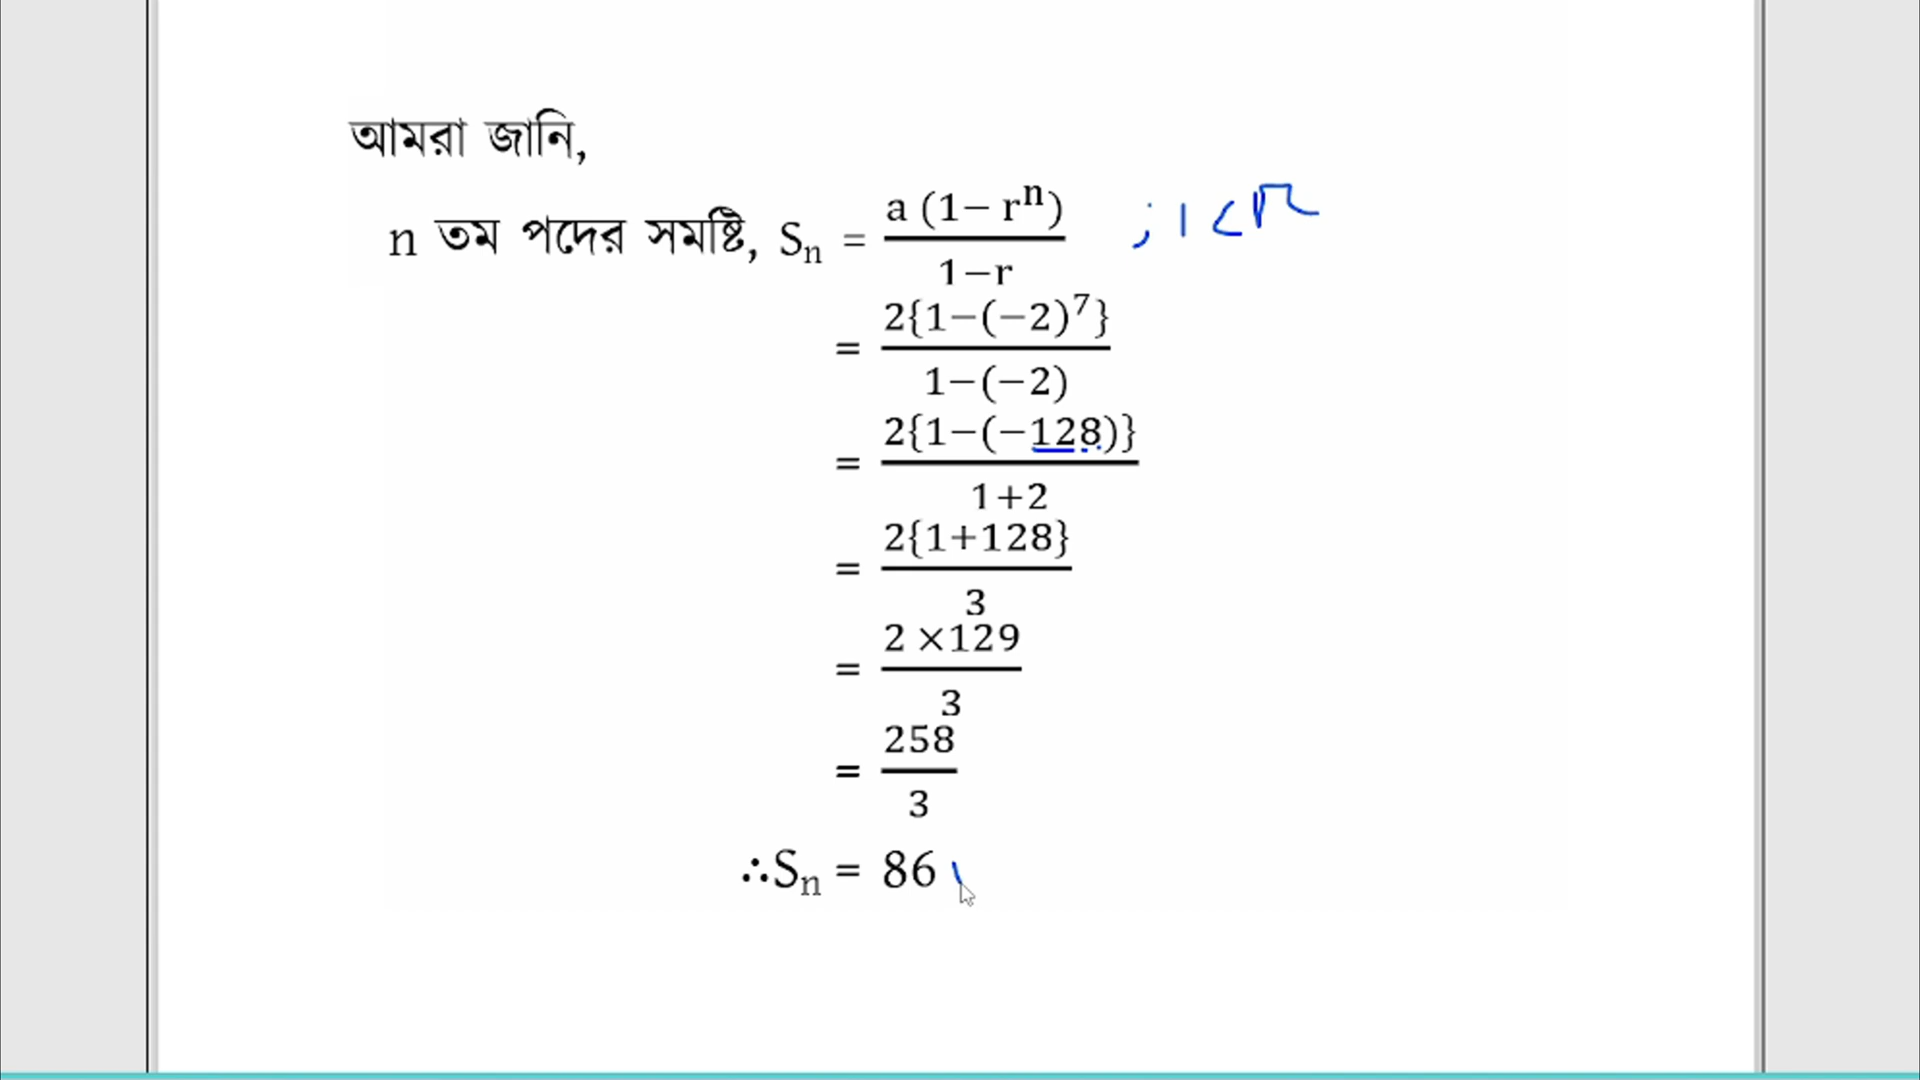 আমরা জানি,
n তম পদের সমষ্টি, Sₙ = a (1− rⁿ) / 1−r ; 1 < r
= 2{1−(−2)⁷} / 1−(−2)
= 2{1−(−128)} / 1+2
= 2{1+128} / 3
= 2 ×129 / 3
= 258 / 3
∴Sₙ = 86